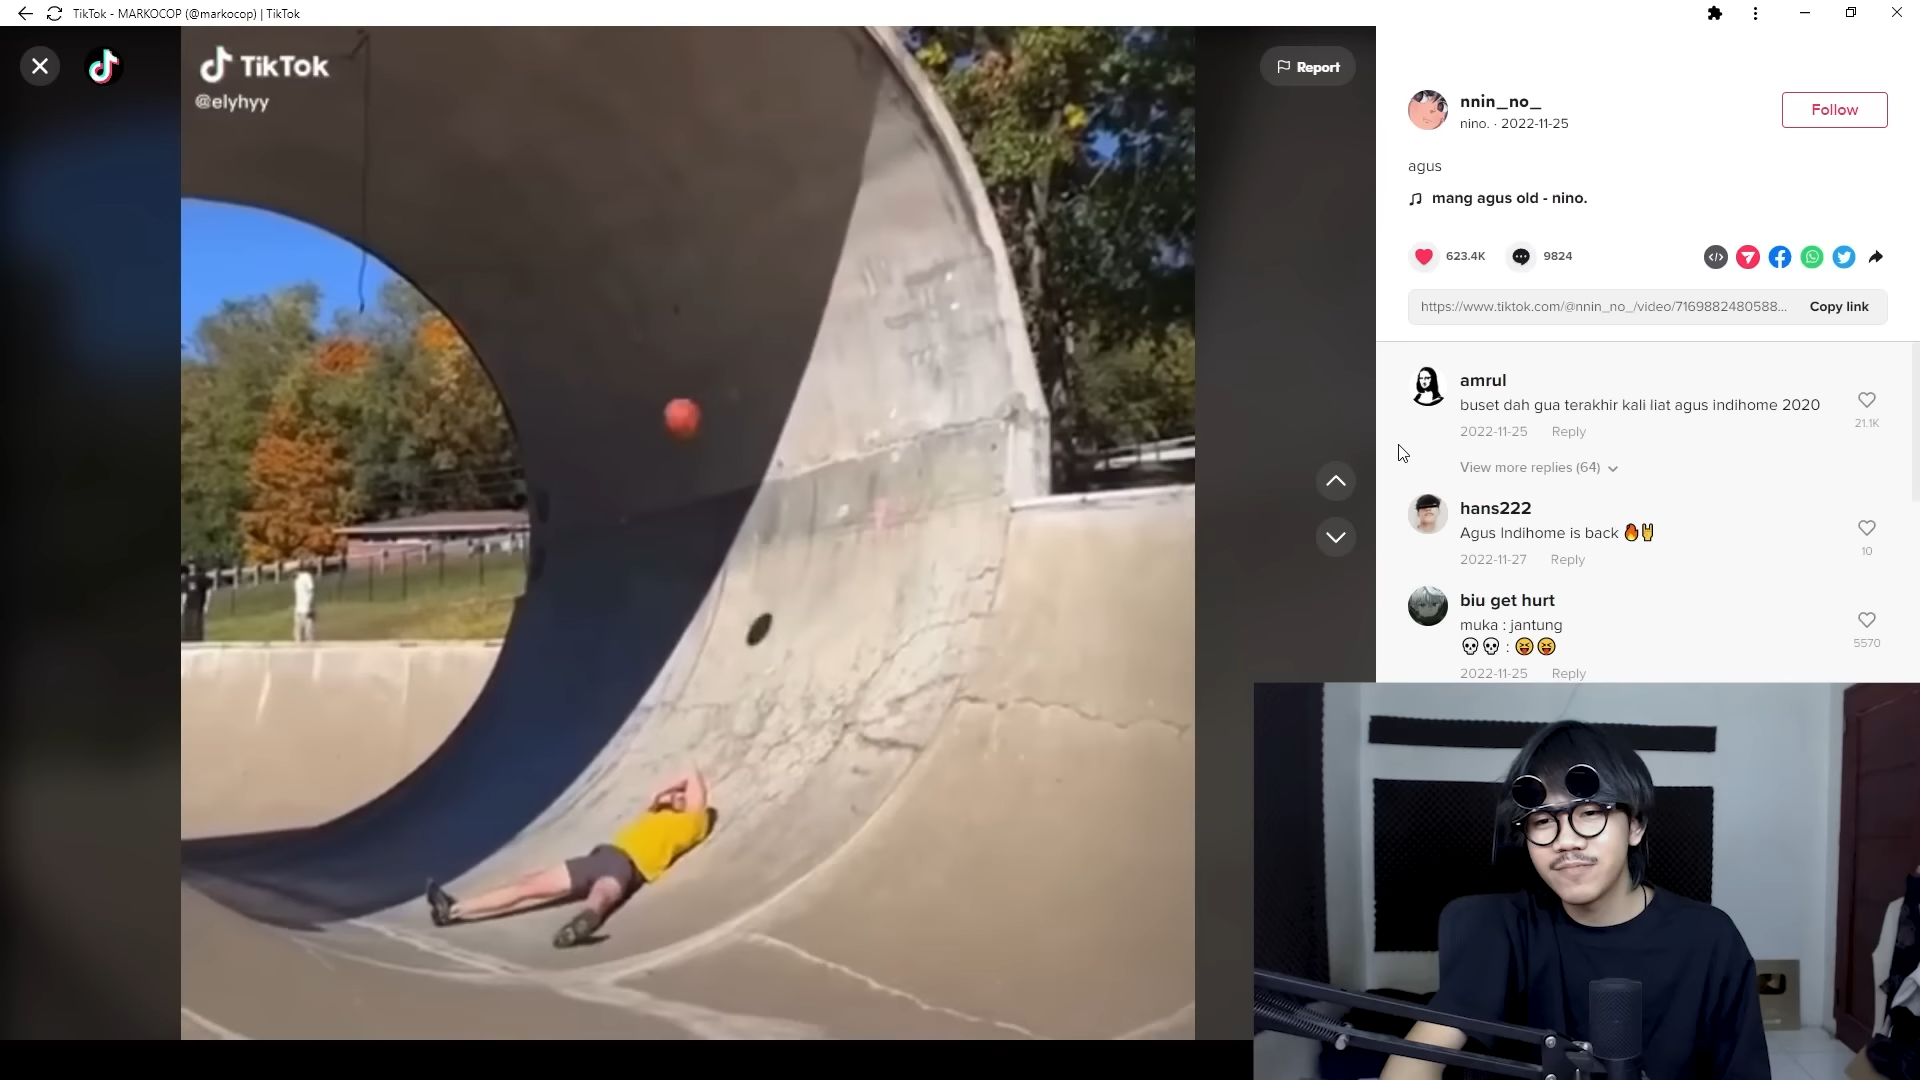 TikTok - MARKOCOP (@markocop) | TikTok
TikTok
@elyhyy
Report
nnin_no_
nino. · 2022-11-25
Follow
agus
mang agus old - nino.
623.4K
9824
https://www.tiktok.com/@nnin_no_/video/7169882480588...
Copy link
amrul
buset dah gua terakhir kali liat agus indihome 2020
2022-11-25 Reply
21.1K
View more replies (64)
hans222
Agus Indihome is back 🔥🤘
2022-11-27 Reply
10
biu get hurt
muka : jantung
💀💀 : 😝😝
2022-11-25 Reply
5570